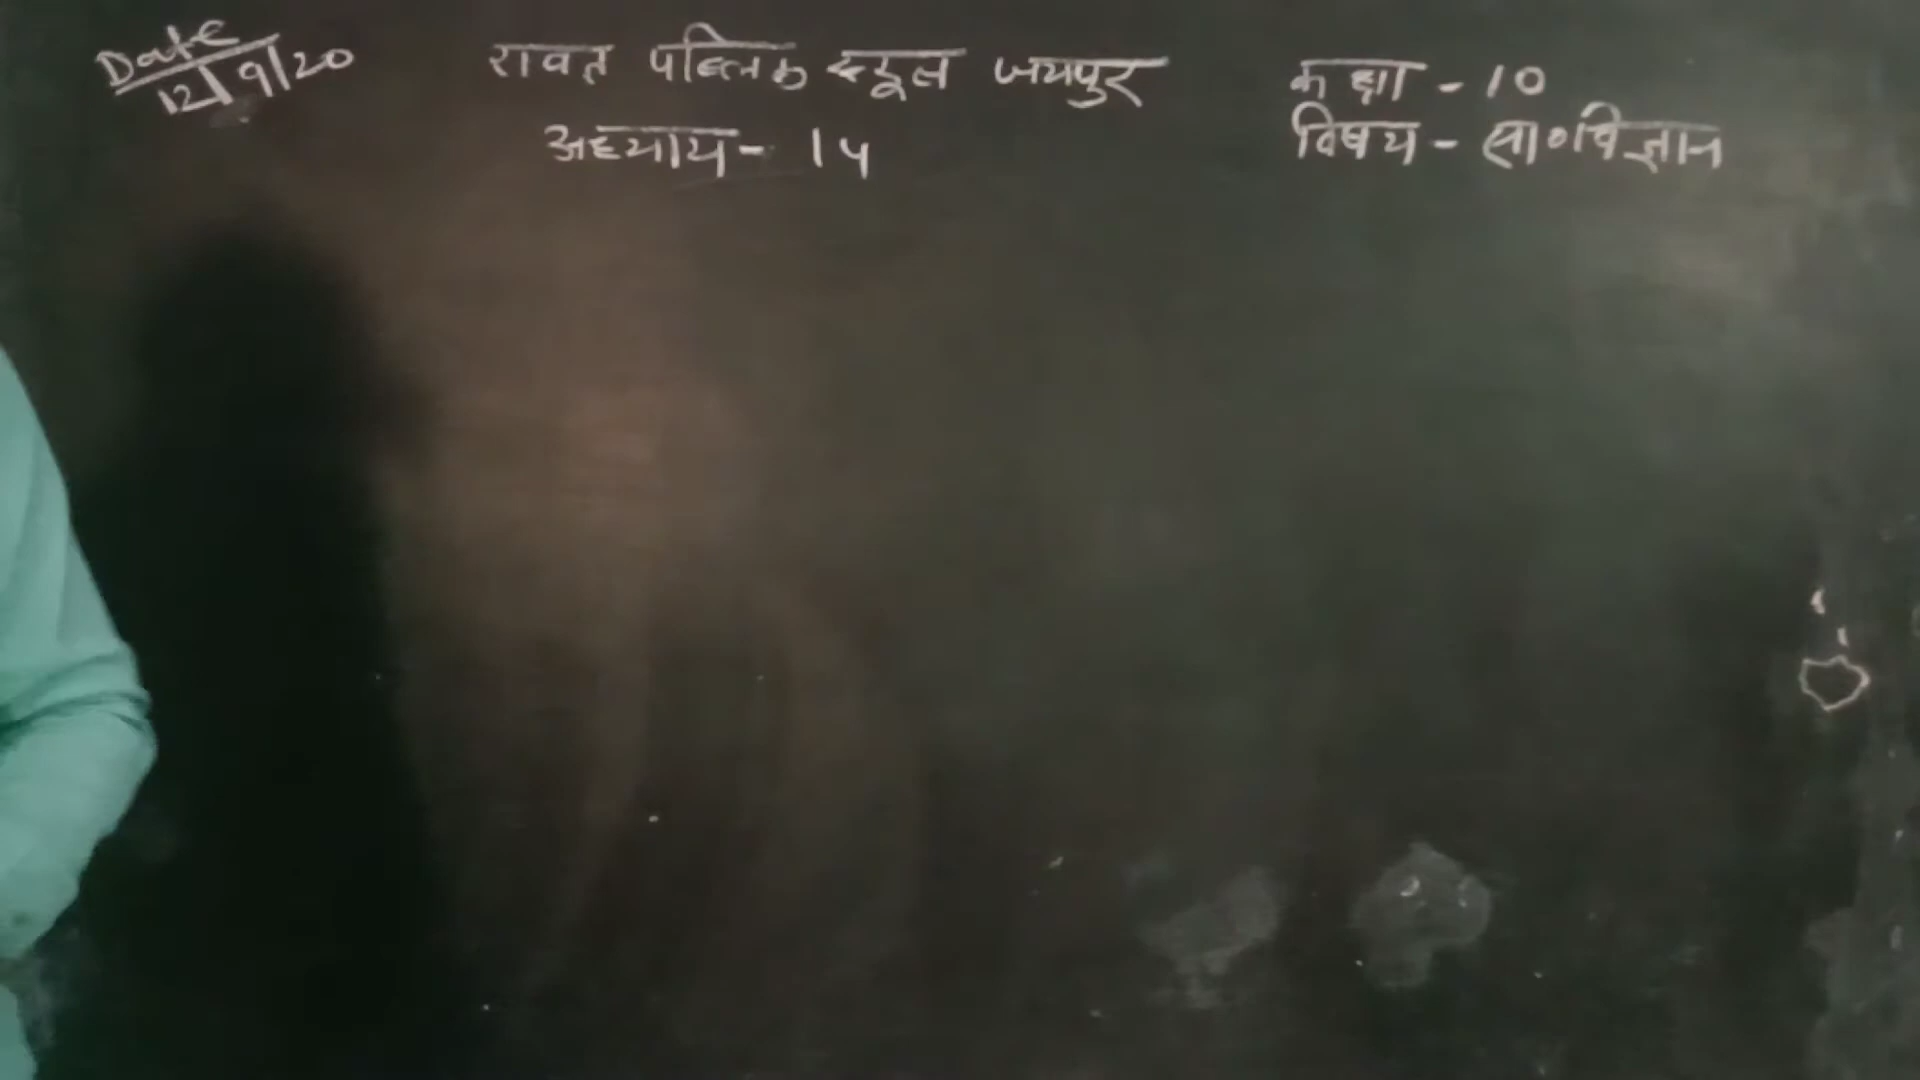 Date
12/9/20
रावत पब्लिक स्कूल जयपुर
अध्याय - 14
कक्षा - 10
विषय - सा०विज्ञान